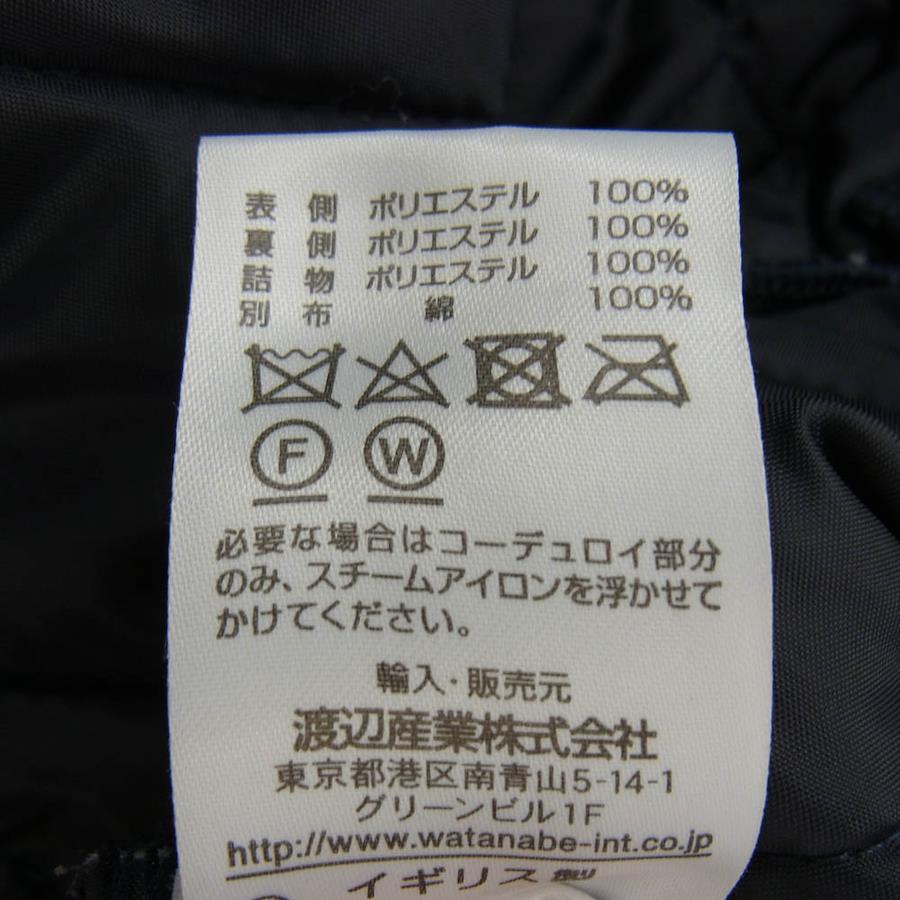 表 側 ポリエステル 100%
裏 側 ポリエステル 100%
詰 物 ポリエステル 100%
別 布 綿 100%
F W
必要な場合はコーデュロイ部分
のみ、スチームアイロンを浮かせて
かけてください。
輸入・販売元
渡辺産業株式会社
東京都港区南青山5-14-1
グリーンビル1F
http://www.watanabe-int.co.jp
イギリス製